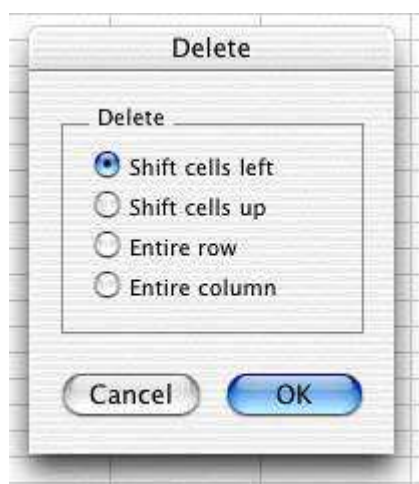 Delete
Delete
Shift cells left
Shift cells up
Entire row
Entire column
Cancel OK